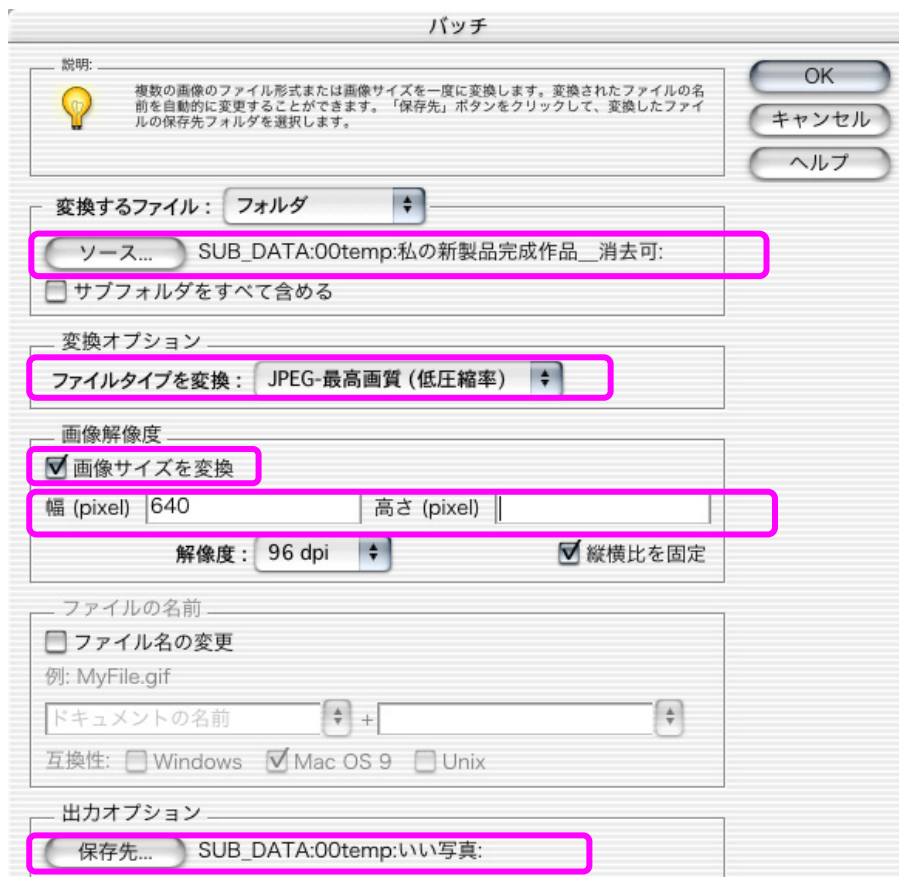 バッチ
説明:
複数の画像のファイル形式または画像サイズを一度に変換します。変換されたファイルの名
前を自動的に変更することができます。「保存先」ボタンをクリックして、変換したファイ
ルの保存先フォルダを選択します。
OK
キャンセル
ヘルプ
変換するファイル： フォルダ
ソース... SUB_DATA:00temp:私の新製品完成作品__消去可:
サブフォルダをすべて含める
変換オプション
ファイルタイプを変換： JPEG-最高画質 (低圧縮率)
画像解像度
画像サイズを変換
幅 (pixel) 640 高さ (pixel)
解像度： 96 dpi 縦横比を固定
ファイルの名前
ファイル名の変更
例: MyFile.gif
ドキュメントの名前 +
互換性: Windows Mac OS 9 Unix
出力オプション
保存先... SUB_DATA:00temp:いい写真: